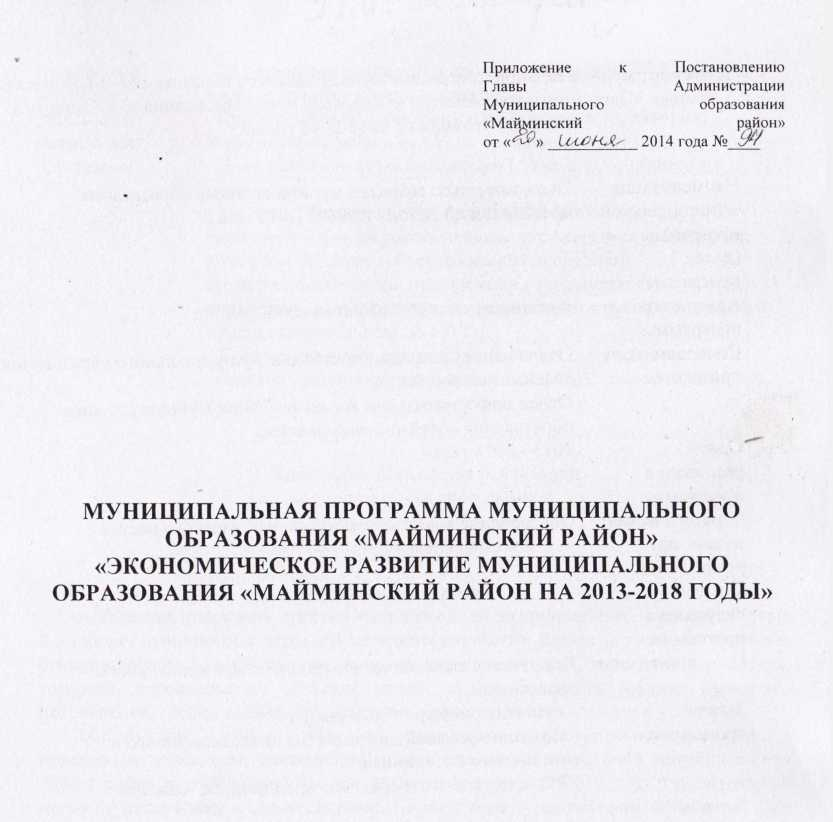 Приложение к Постановлению
Главы Администрации
Муниципального образования
«Майминский район»
от «20» июня 2014 года № 94
МУНИЦИПАЛЬНАЯ ПРОГРАММА МУНИЦИПАЛЬНОГО
ОБРАЗОВАНИЯ «МАЙМИНСКИЙ РАЙОН»
«ЭКОНОМИЧЕСКОЕ РАЗВИТИЕ МУНИЦИПАЛЬНОГО
ОБРАЗОВАНИЯ «МАЙМИНСКИЙ РАЙОН НА 2013-2018 ГОДЫ»